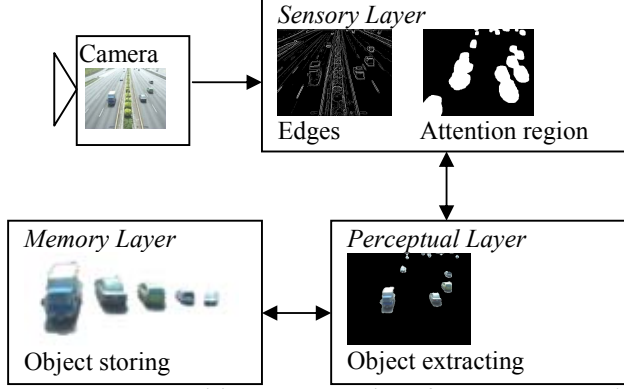 Sensory Layer
Camera
Edges
Attention region
Memory Layer
Perceptual Layer
Object storing
Object extracting